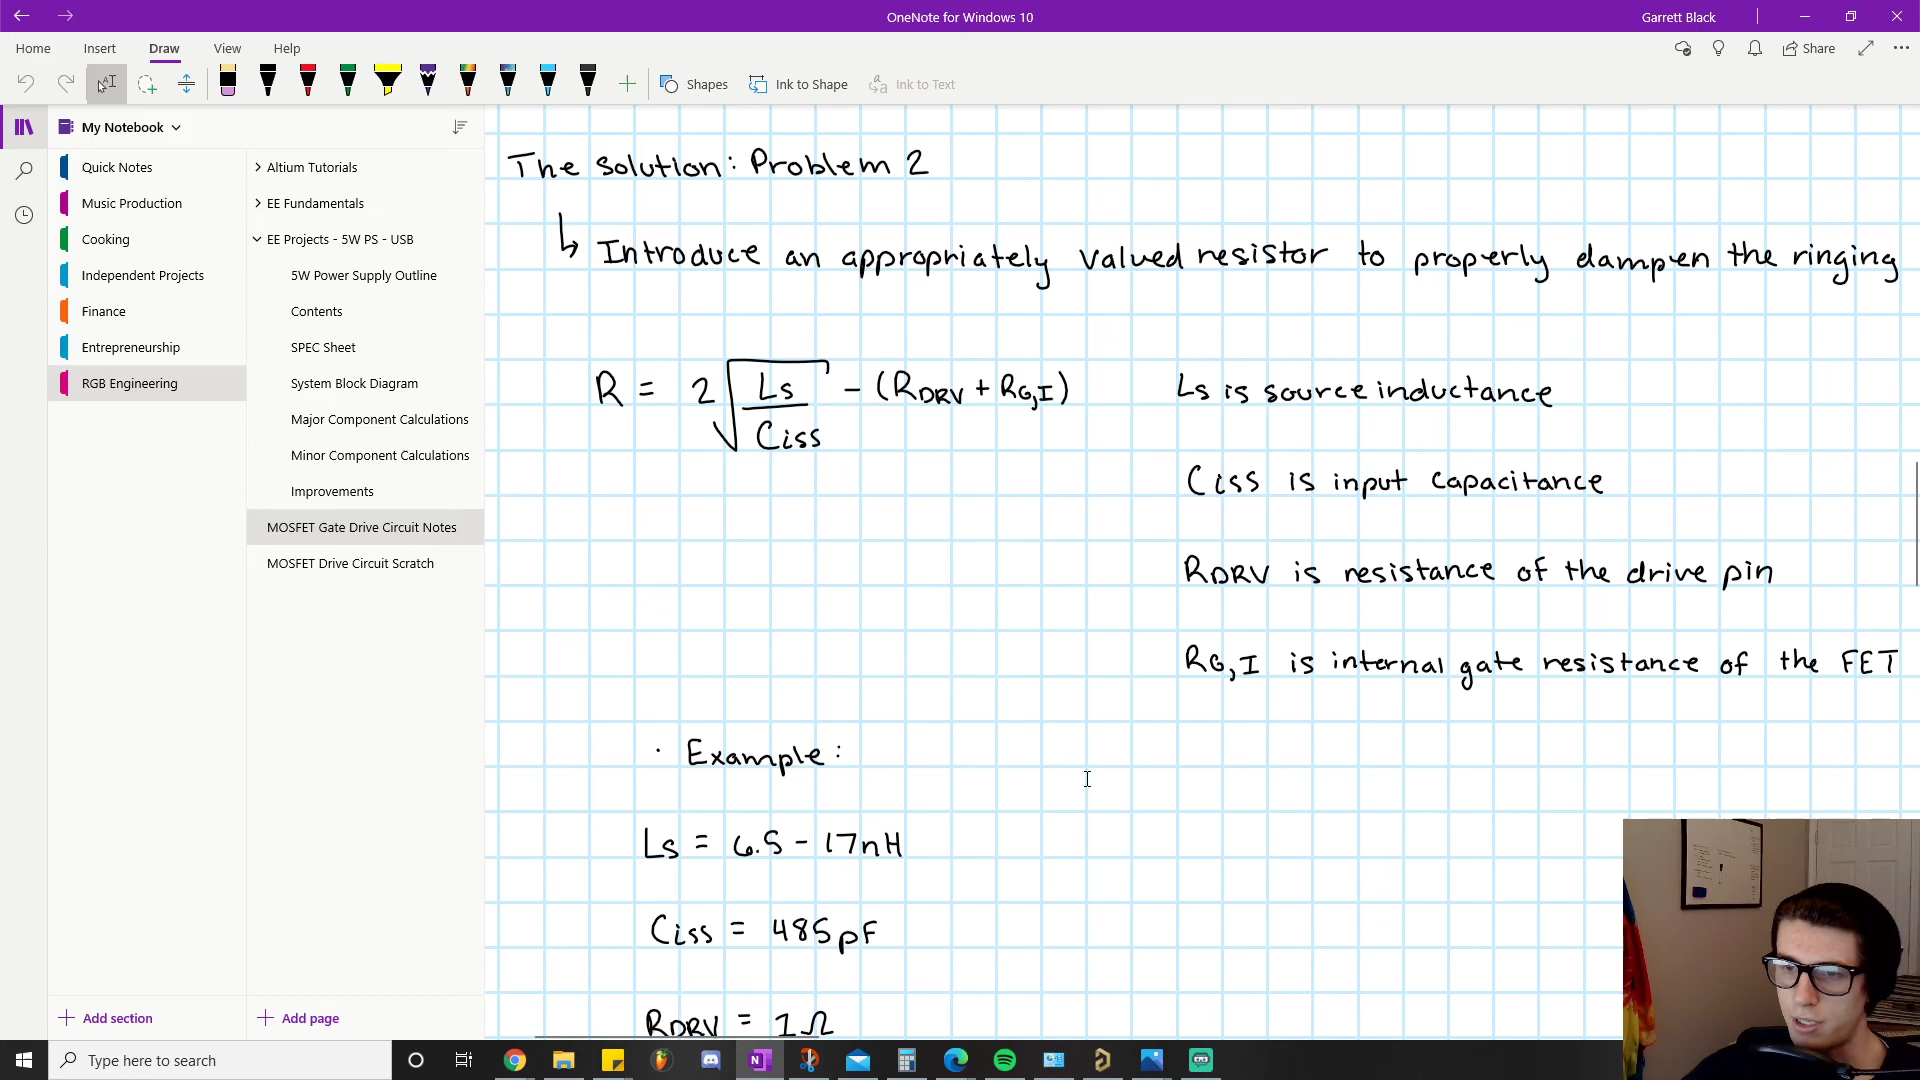 OneNote for Windows 10
Garrett Black
Home Insert Draw View Help
Share
Shapes Ink to Shape Ink to Text
My Notebook
Quick Notes
Music Production
Cooking
Independent Projects
Finance
Entrepreneurship
RGB Engineering
Add section
Altium Tutorials
EE Fundamentals
EE Projects - 5W PS - USB
5W Power Supply Outline
Contents
SPEC Sheet
System Block Diagram
Major Component Calculations
Minor Component Calculations
Improvements
MOSFET Gate Drive Circuit Notes
MOSFET Drive Circuit Scratch
Add page
The solution: Problem 2
↳ Introduce an appropriately valued resistor to properly dampen the ringing
R = 2√(Ls/Ciss) - (RDRV + RG,I)
Ls is source inductance
Ciss is input capacitance
RDRV is resistance of the drive pin
RG,I is internal gate resistance of the FET
· Example:
Ls = 6.5 - 17nH
Ciss = 485pF
RDRV = 1Ω
Type here to search